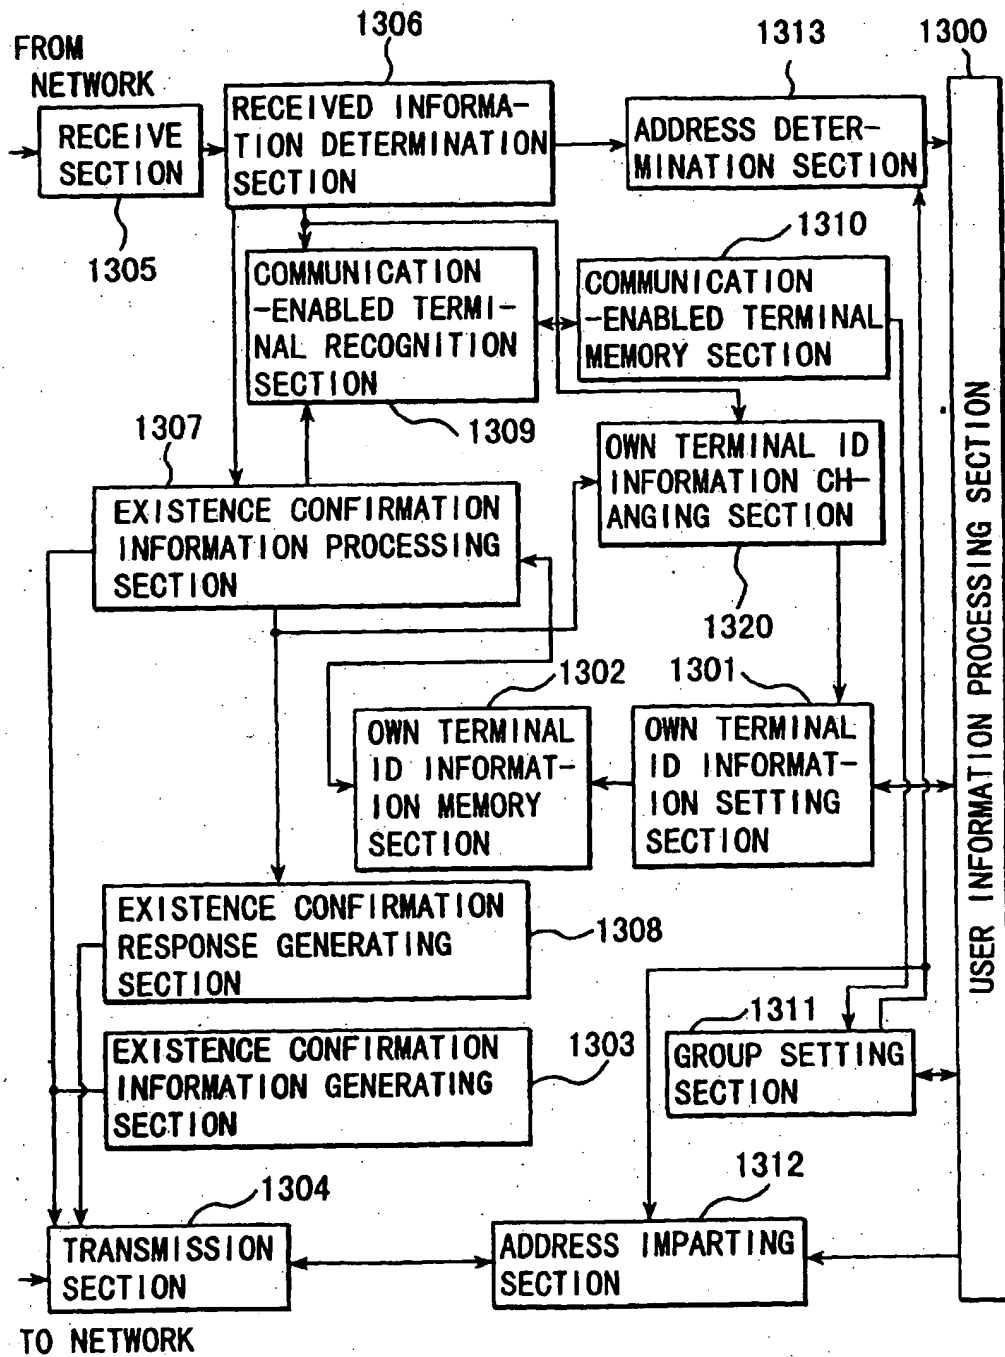 1306
1313
1300
FROM
NETWORK
RECEIVE
SECTION
RECEIVED INFORMA-
TION DETERMINATION
SECTION
ADDRESS DETER-
MINATION SECTION
1305
1310
COMMUNICATION
-ENABLED TERMI-
NAL RECOGNITION
SECTION
COMMUNICATION
-ENABLED TERMINAL
MEMORY SECTION
1307
1309
OWN TERMINAL ID
INFORMATION CH-
ANGING SECTION
EXISTENCE CONFIRMATION
INFORMATION PROCESSING
SECTION
1320
1302
1301
OWN TERMINAL
ID INFORMAT-
ION MEMORY
SECTION
OWN TERMINAL
ID INFORMAT-
ION SETTING
SECTION
USER INFORMATION PROCESSING SECTION
EXISTENCE CONFIRMATION
RESPONSE GENERATING
SECTION
1308
1311
EXISTENCE CONFIRMATION
INFORMATION GENERATING
SECTION
1303
GROUP SETTING
SECTION
1304
1312
TRANSMISSION
SECTION
ADDRESS IMPARTING
SECTION
TO NETWORK